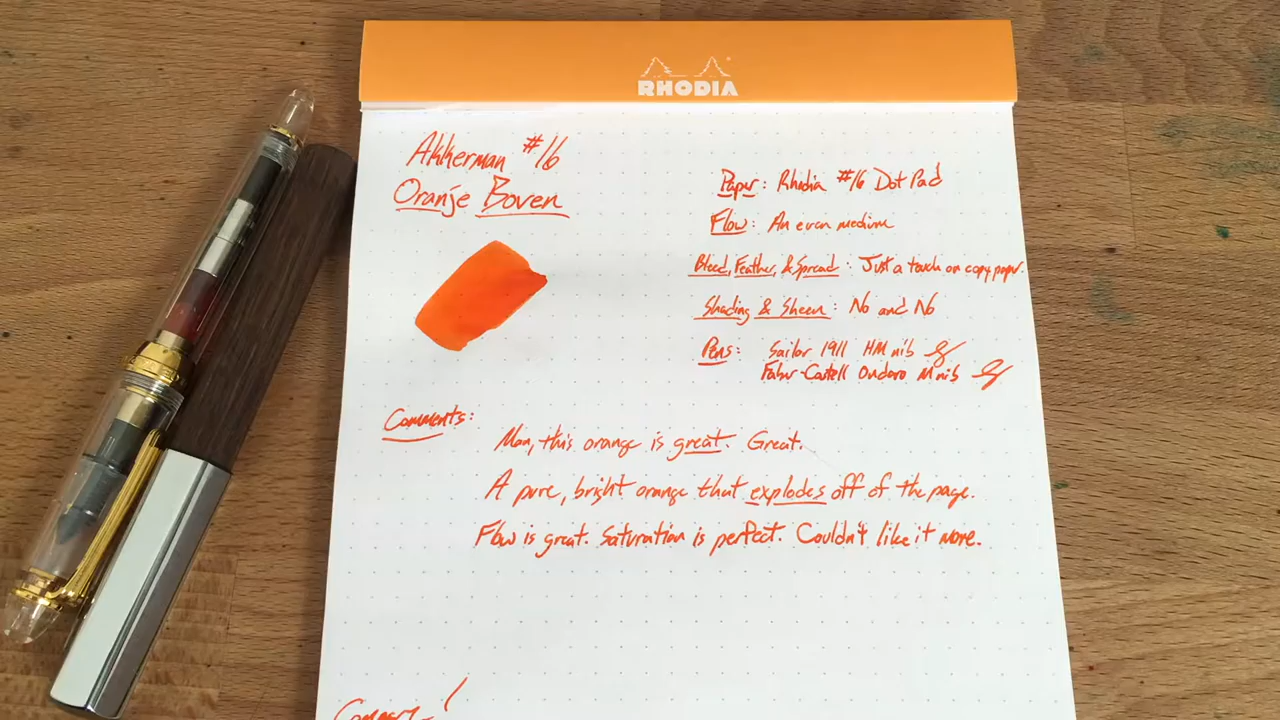 RHODIA
Akkerman #16
Oranje Boven
Paper: Rhodia #16 Dot Pad
Flow: An even medium
Bleed, Feather, & Spread: Just a touch on copy paper.
Shading & Sheen: No and No
Pens: Sailor 1911 HM nib
Faber-Castell Ondoro M nib
Comments:
Man, this orange is great. Great.
A pure, bright orange that explodes off of the page.
Flow is great. Saturation is perfect. Couldn't like it more.